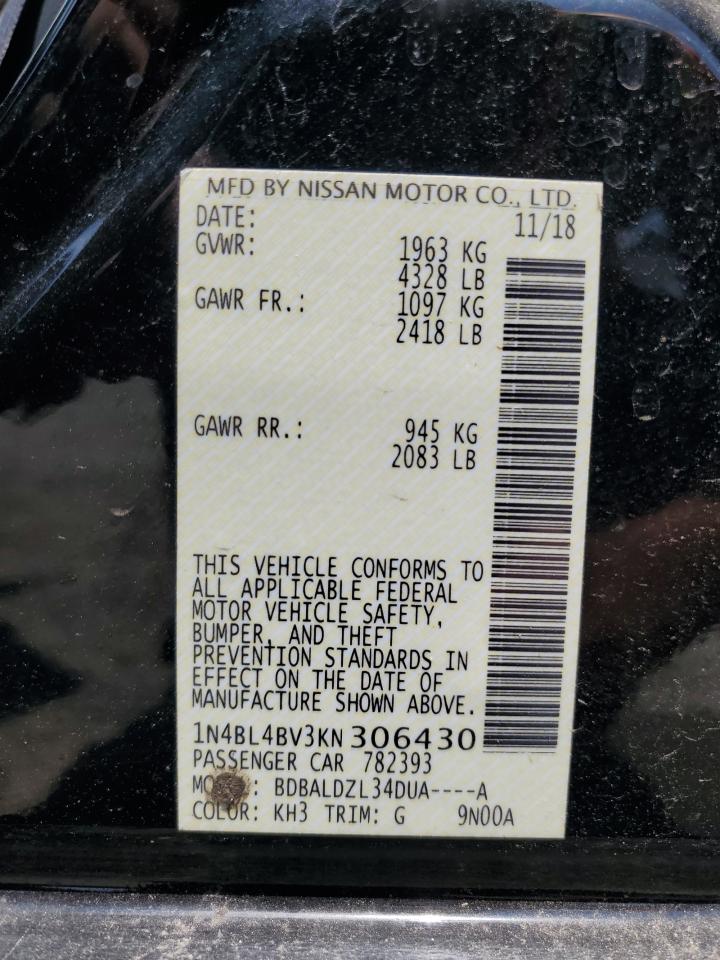 MFD BY NISSAN MOTOR CO., LTD.
DATE: 11/18
GVWR: 1963 KG
4328 LB
GAWR FR.: 1097 KG
2418 LB
GAWR RR.: 945 KG
2083 LB
THIS VEHICLE CONFORMS TO
ALL APPLICABLE FEDERAL
MOTOR VEHICLE SAFETY,
BUMPER, AND THEFT
PREVENTION STANDARDS IN
EFFECT ON THE DATE OF
MANUFACTURE SHOWN ABOVE.
1N4BL4BV3KN306430
PASSENGER CAR 782393
BDBALDZL34DUA----A
COLOR: KH3 TRIM: G 9N00A